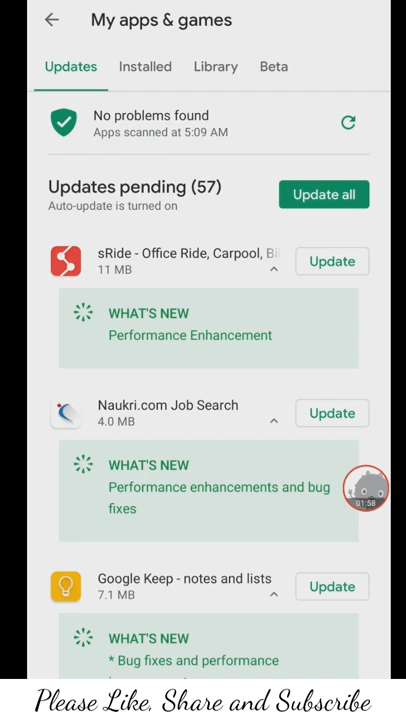 My apps & games
Updates Installed Library Beta
No problems found
Apps scanned at 5:09 AM
Updates pending (57)
Update all
Auto-update is turned on
sRide - Office Ride, Carpool, Bi
Update
11 MB
WHAT'S NEW
Performance Enhancement
Naukri.com Job Search
Update
4.0 MB
WHAT'S NEW
Performance enhancements and bug
fixes
01:58
Google Keep - notes and lists
Update
7.1 MB
WHAT'S NEW
* Bug fixes and performance
Please Like, Share and Subscribe